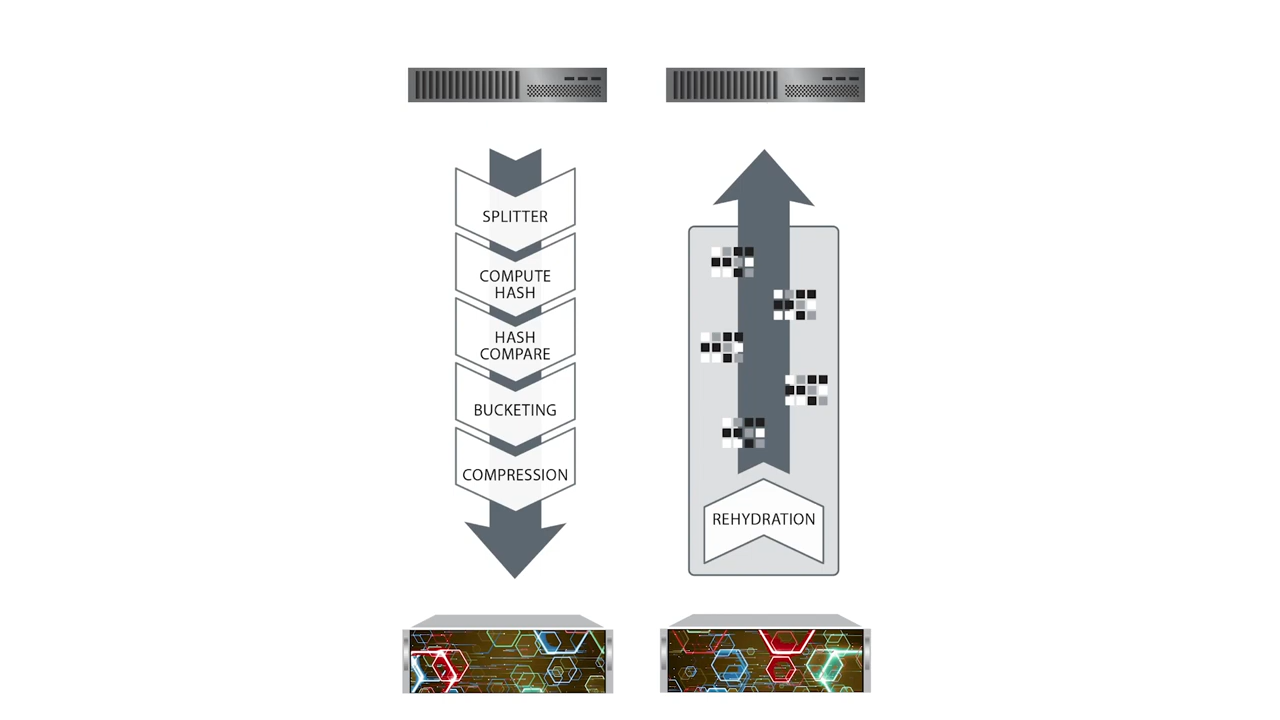 SPLITTER
COMPUTE
HASH
HASH
COMPARE
BUCKETING
COMPRESSION
REHYDRATION